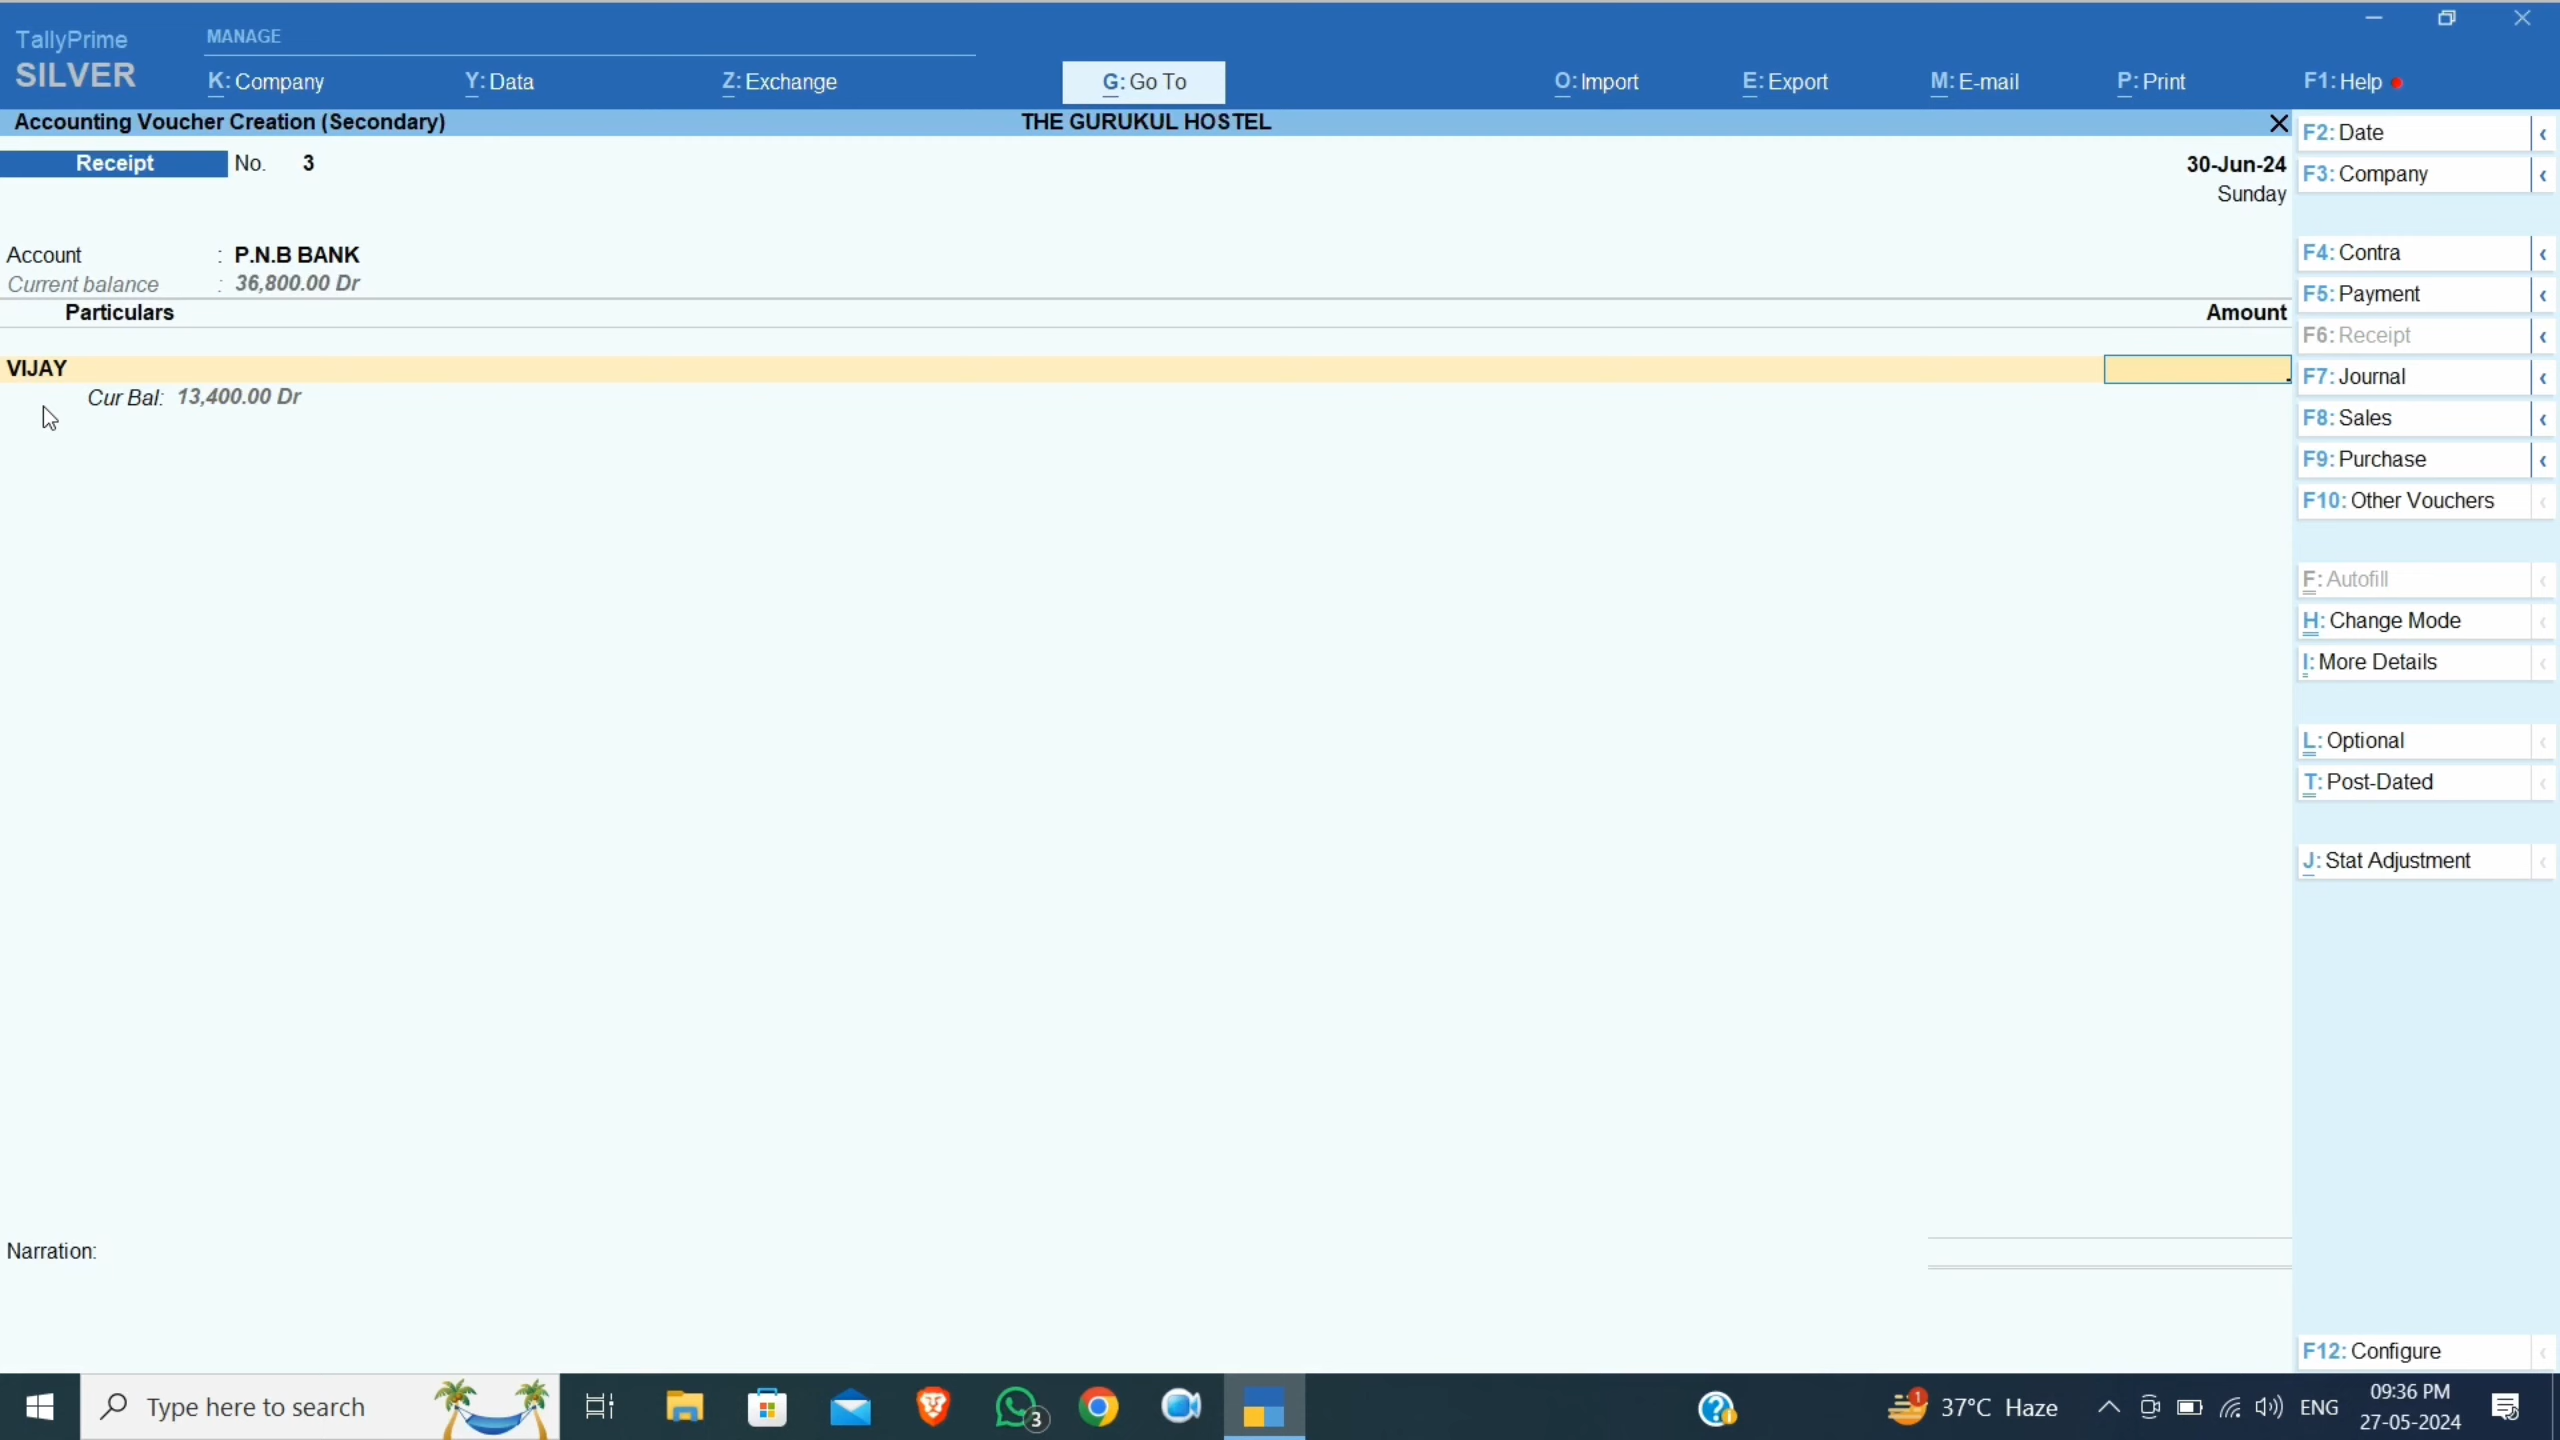 TallyPrime
SILVER
MANAGE
K: Company
Y: Data
Z: Exchange
G: Go To
O: Import
E: Export
M: E-mail
P: Print
F1: Help
Accounting Voucher Creation (Secondary)
THE GURUKUL HOSTEL
Receipt No. 3
30-Jun-24
Sunday
Account : P.N.B BANK
Current balance : 36,800.00 Dr
Particulars
Amount
VIJAY
Cur Bal: 13,400.00 Dr
Narration:
F2: Date
F3: Company
F4: Contra
F5: Payment
F6: Receipt
F7: Journal
F8: Sales
F9: Purchase
F10: Other Vouchers
F: Autofill
H: Change Mode
I: More Details
L: Optional
T: Post-Dated
J: Stat Adjustment
F12: Configure
Type here to search
3
1
37°C Haze
ENG
09:36 PM
27-05-2024